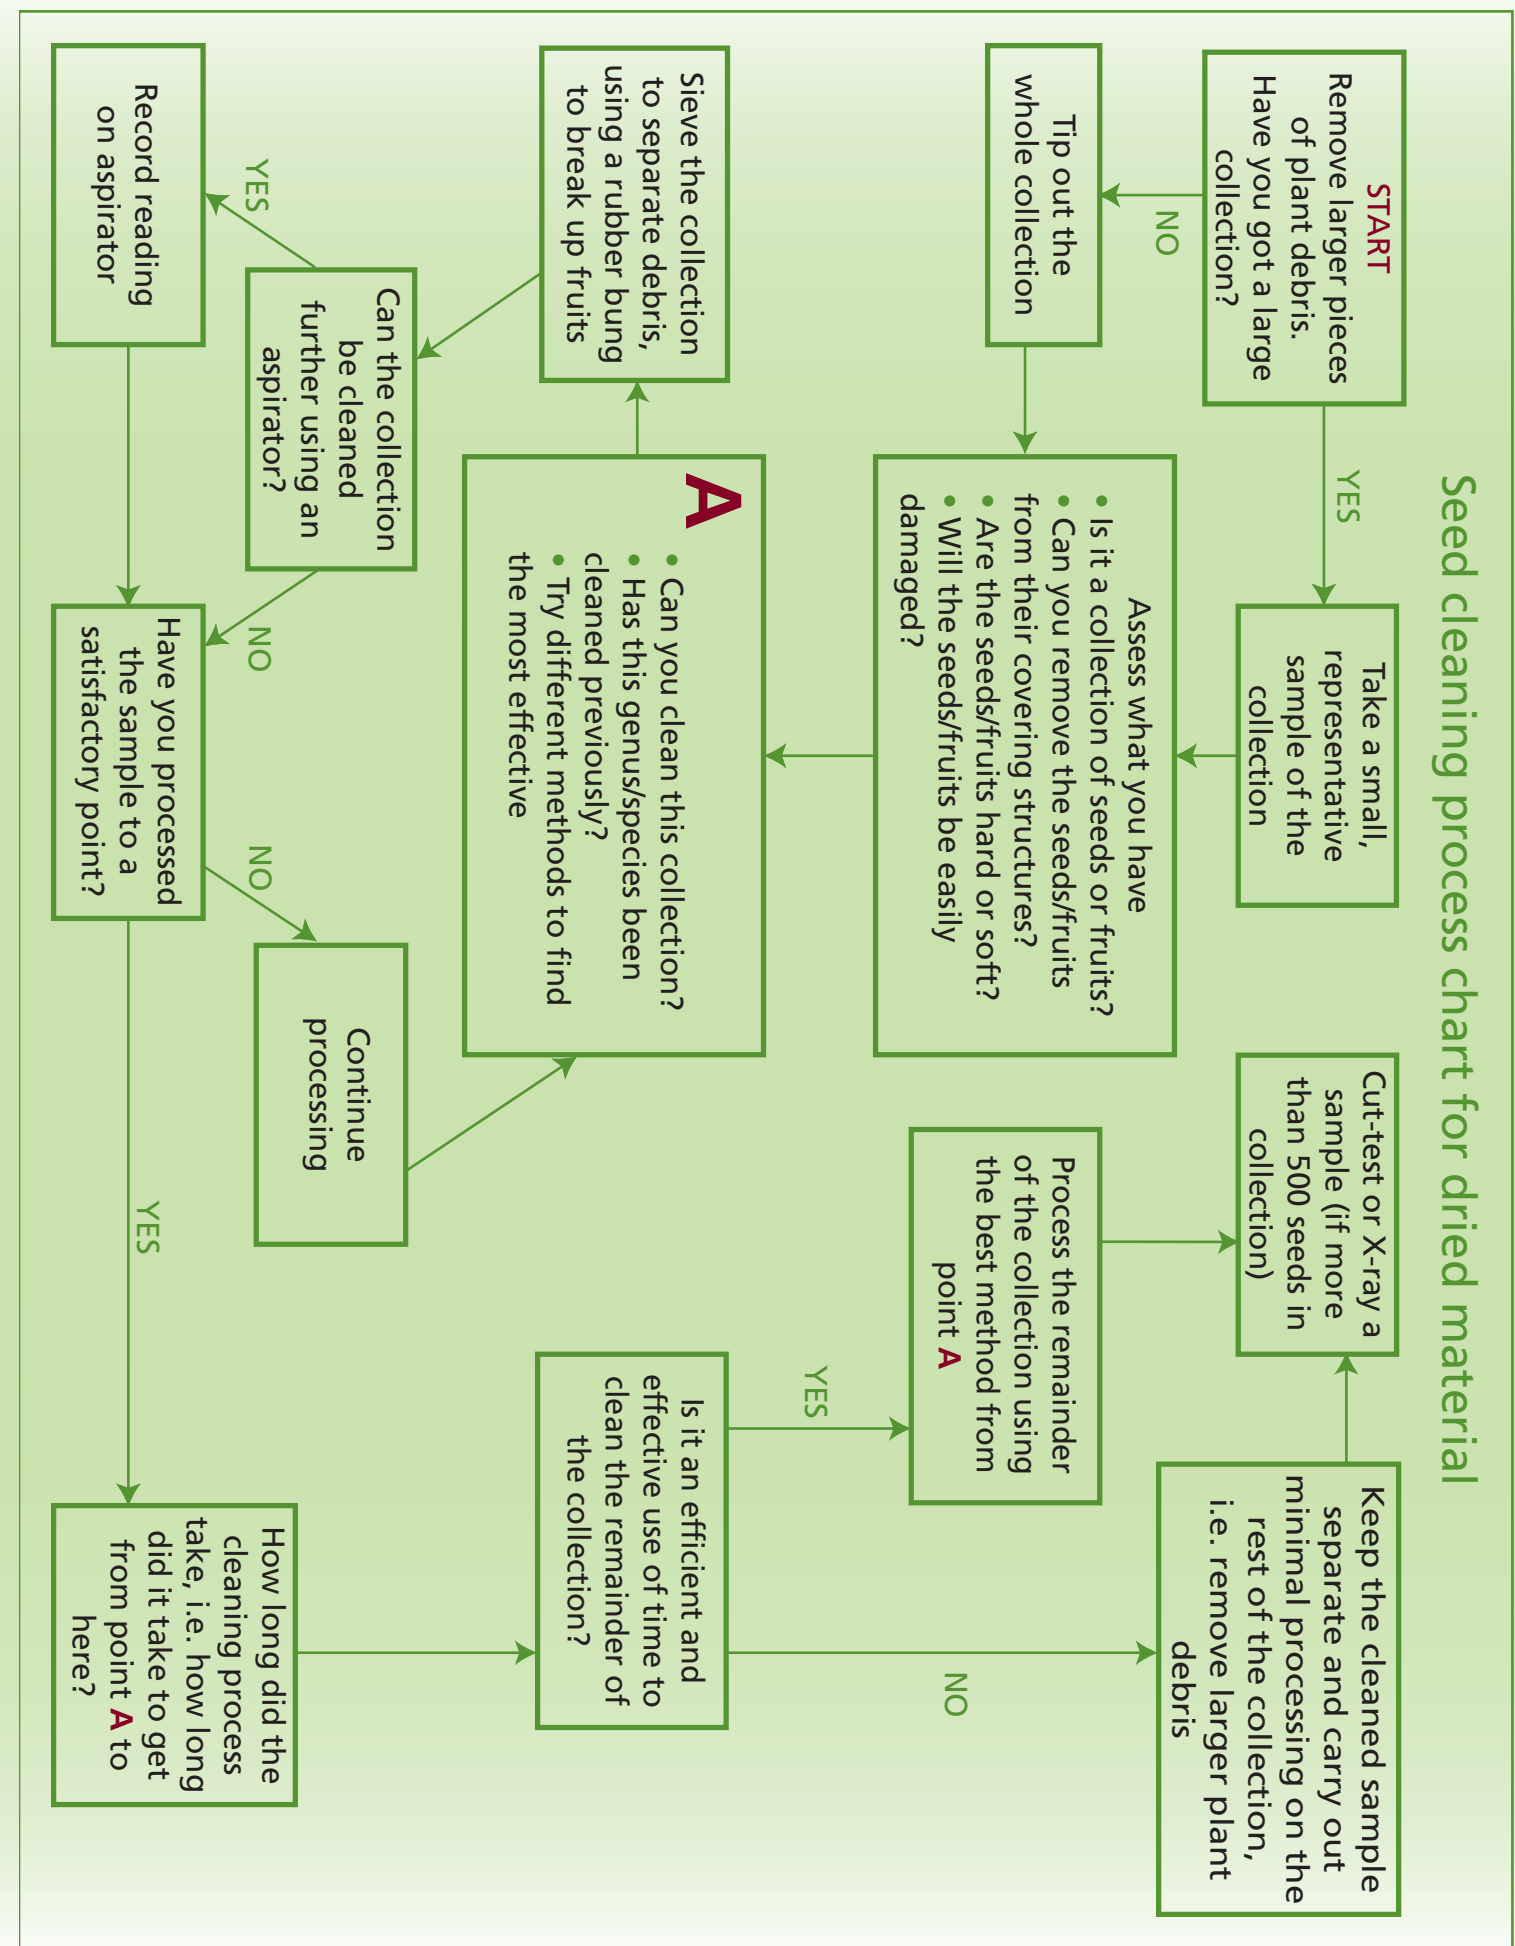 Seed cleaning process chart for dried material
START
Remove larger pieces
of plant debris.
Have you got a large
collection?
YES
NO
Take a small,
representative
sample of the
collection
Tip out the
whole collection
Assess what you have
• Is it a collection of seeds or fruits?
• Can you remove the seeds/fruits
from their covering structures?
• Are the seeds/fruits hard or soft?
• Will the seeds/fruits be easily
damaged?
A
• Can you clean this collection?
• Has this genus/species been
cleaned previously?
• Try different methods to find
the most effective
Sieve the collection
to separate debris,
using a rubber bung
to break up fruits
Can the collection
be cleaned
further using an
aspirator?
YES
NO
Record reading
on aspirator
Have you processed
the sample to a
satisfactory point?
NO
Continue
processing
YES
How long did the
cleaning process
take, i.e. how long
did it take to get
from point A to
here?
Is it an efficient and
effective use of time to
clean the remainder of
the collection?
YES
NO
Process the remainder
of the collection using
the best method from
point A
Keep the cleaned sample
separate and carry out
minimal processing on the
rest of the collection,
i.e. remove larger plant
debris
Cut-test or X-ray a
sample (if more
than 500 seeds in
collection)